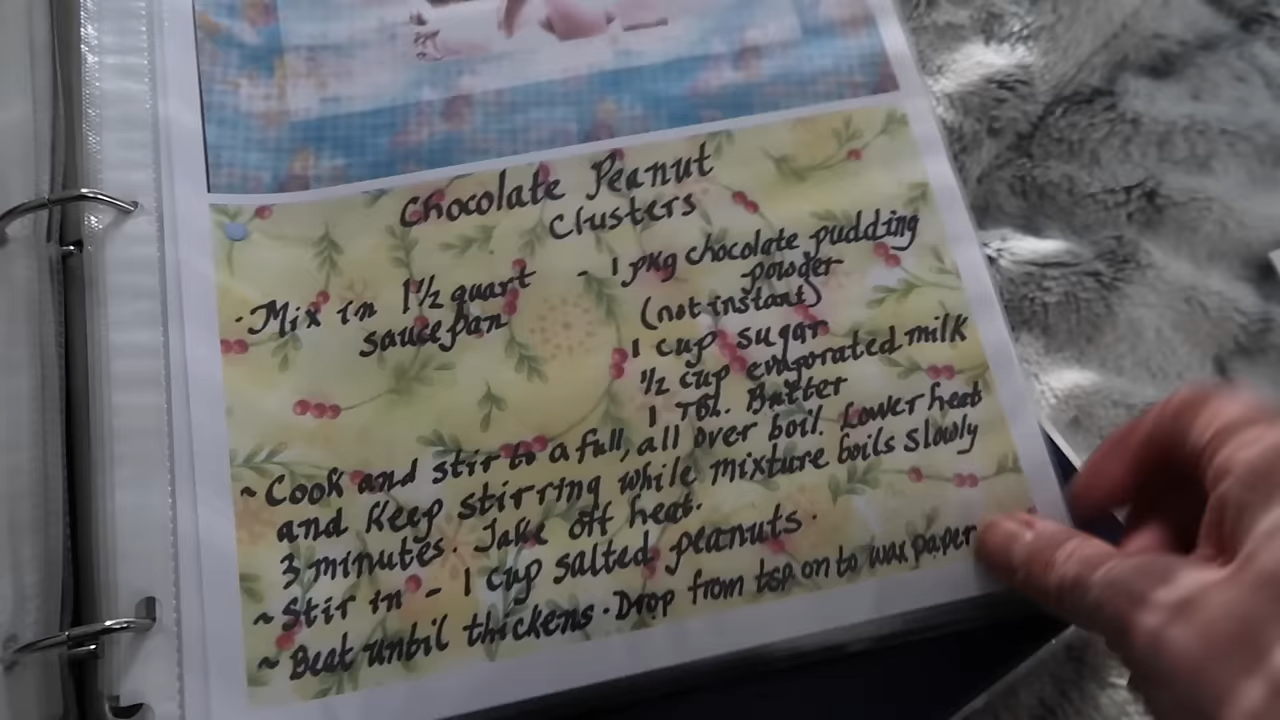 Chocolate Peanut
Clusters
· Mix in 1 1/2 quart
saucepan
- 1 pkg chocolate pudding
powder
(not instant)
1 cup sugar
1/2 cup evaporated milk
1 TBL. Butter
~ Cook and stir to a full, all over boil. Lower heat
and keep stirring while mixture boils slowly
3 minutes. Take off heat.
~ Stir in - 1 cup salted peanuts.
~ Beat until thickens. Drop from tsp on to wax paper